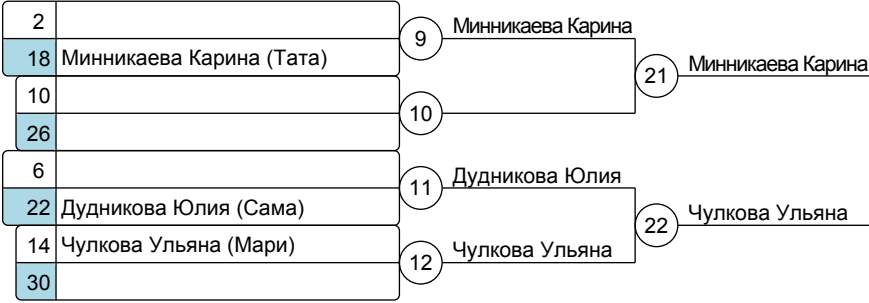 2
9 Минникаева Карина
18 Минникаева Карина (Тата)
21 Минникаева Карина
10
10
26
6
11 Дудникова Юлия
22 Дудникова Юлия (Сама)
22 Чулкова Ульяна
14 Чулкова Ульяна (Мари)
12 Чулкова Ульяна
30